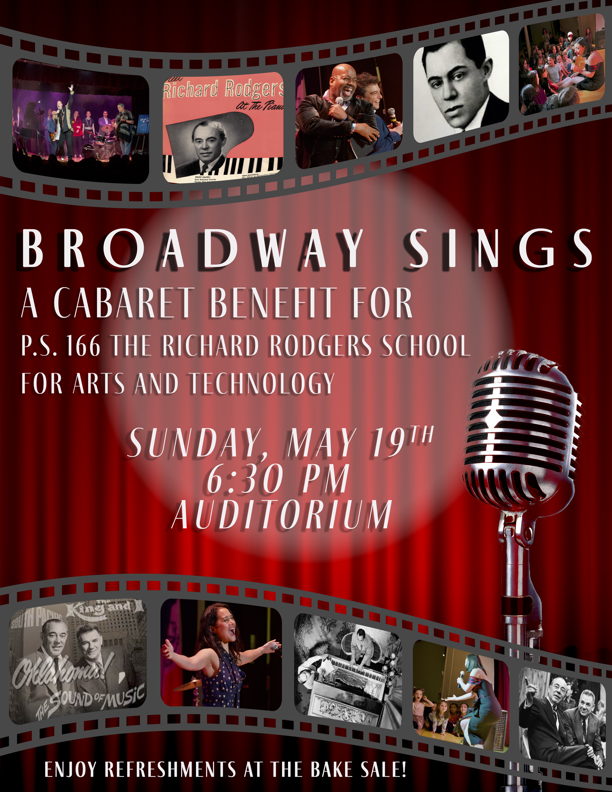 Richard Rodgers
At The Piano
BROADWAY SINGS
A CABARET BENEFIT FOR
P.S. 166 THE RICHARD RODGERS SCHOOL
FOR ARTS AND TECHNOLOGY
SUNDAY, MAY 19TH
6:30 PM
AUDITORIUM
SOUTH PACIFIC
The King and I
Oklahoma!
THE SOUND OF MUSIC
ENJOY REFRESHMENTS AT THE BAKE SALE!